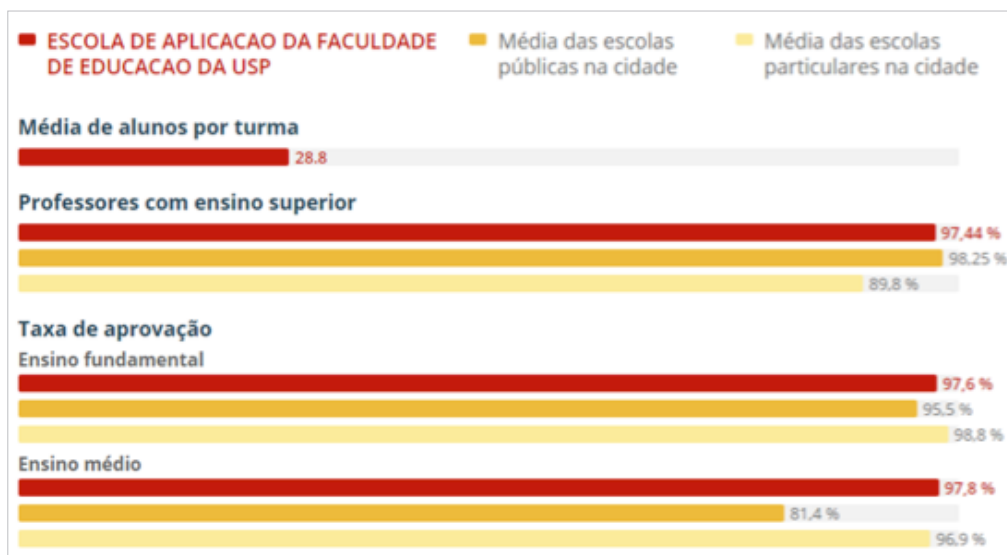 ESCOLA DE APLICACAO DA FACULDADE
DE EDUCACAO DA USP
Média das escolas
públicas na cidade
Média das escolas
particulares na cidade
Média de alunos por turma
28.8
Professores com ensino superior
97,44 %
98.25 %
89,8 %
Taxa de aprovação
Ensino fundamental
97,6 %
95,5 %
98,8 %
Ensino médio
97,8 %
81,4 %
96,9 %